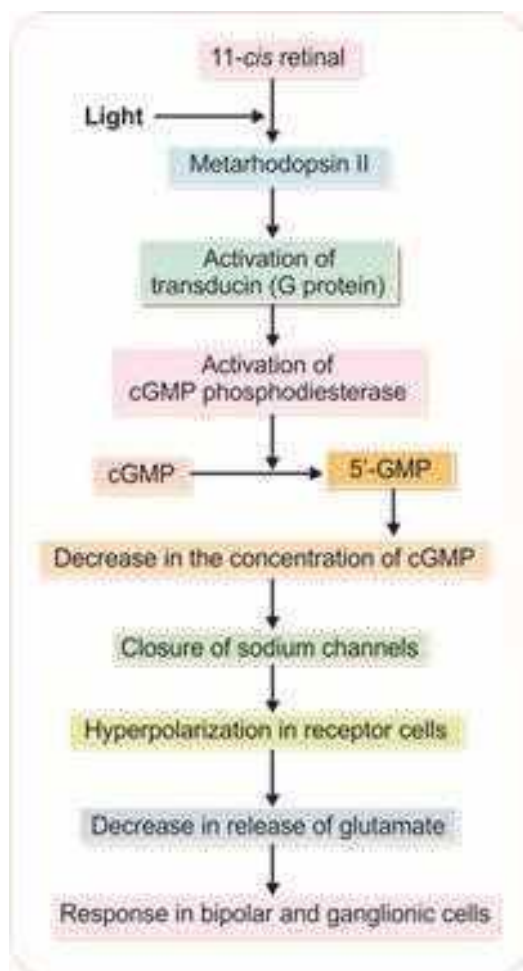 11-cis retinal
Light
Metarhodopsin II
Activation of
transducin (G protein)
Activation of
cGMP phosphodiesterase
cGMP
5'-GMP
Decrease in the concentration of cGMP
Closure of sodium channels
Hyperpolarization in receptor cells
Decrease in release of glutamate
Response in bipolar and ganglionic cells